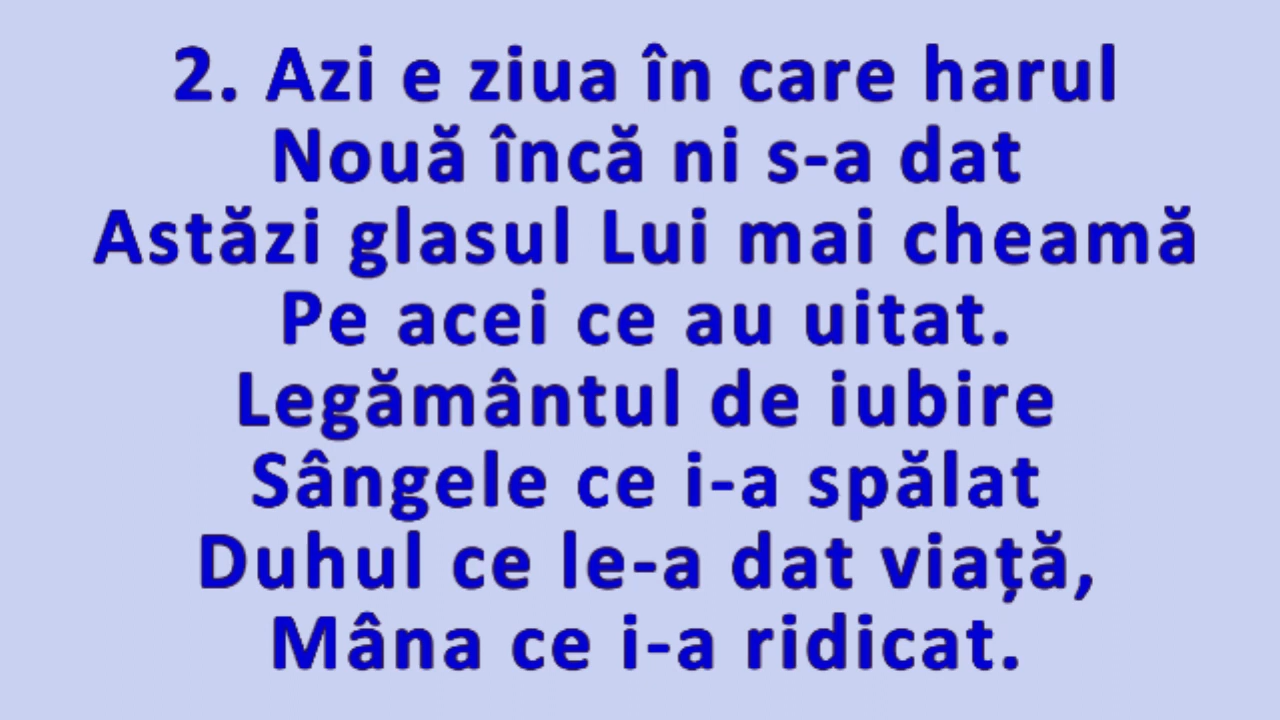 2. Azi e ziua în care harul
Nouă încă ni s-a dat
Astăzi glasul Lui mai cheamă
Pe acei ce au uitat.
Legământul de iubire
Sângele ce i-a spălat
Duhul ce le-a dat viață,
Mâna ce i-a ridicat.